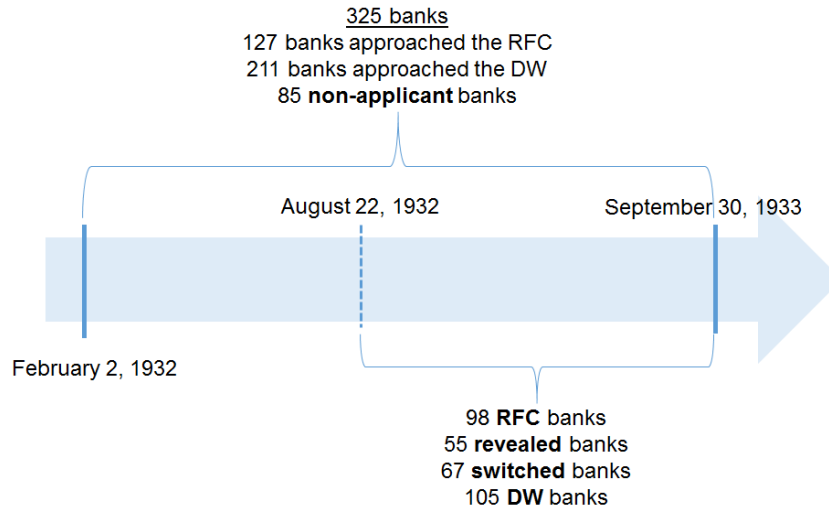 325 banks
127 banks approached the RFC
211 banks approached the DW
85 non-applicant banks
August 22, 1932
September 30, 1933
February 2, 1932
98 RFC banks
55 revealed banks
67 switched banks
105 DW banks